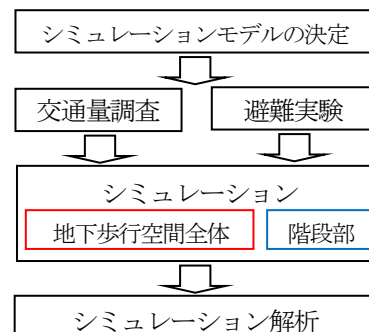 シミュレーションモデルの決定
交通量調査 避難実験
シミュレーション
地下歩行空間全体 階段部
シミュレーション解析